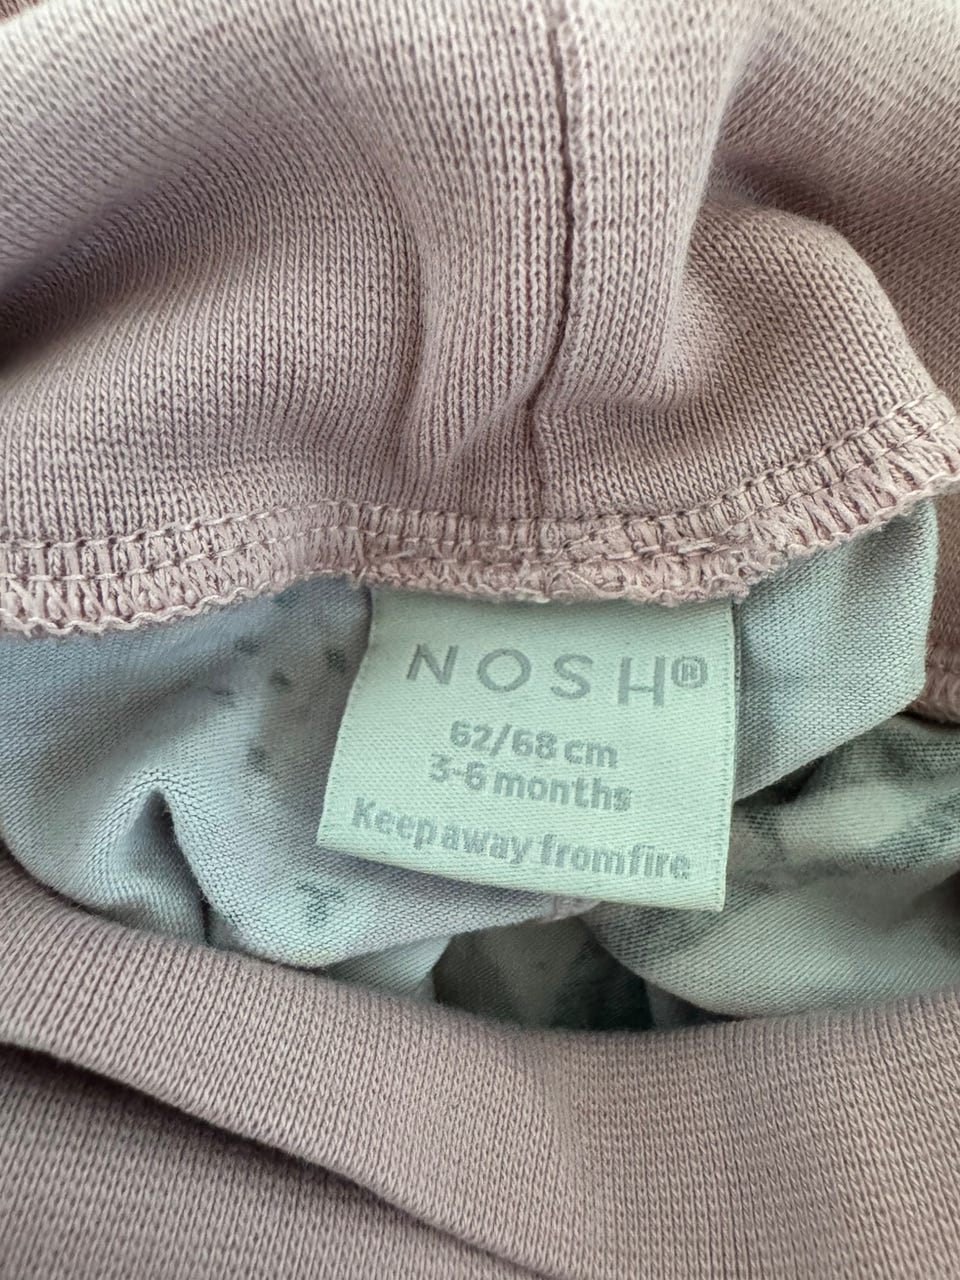 NOSH®
62/68 cm
3-6 months
Keep away from fire